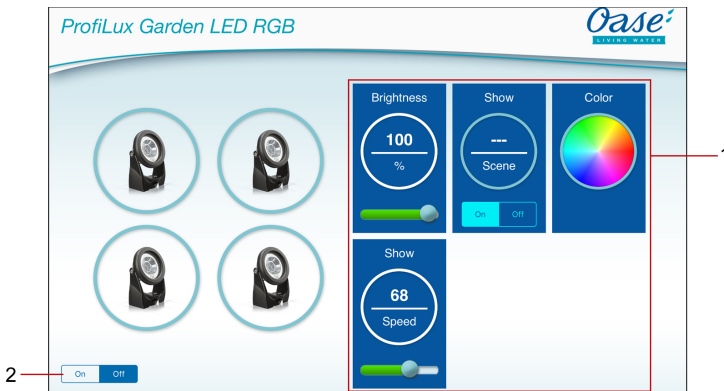 ProfiLux Garden LED RGB
Oase
LIVING WATER
Brightness
100
%
Show
---
Scene
On Off
Color
1
Show
68
Speed
2
On Off